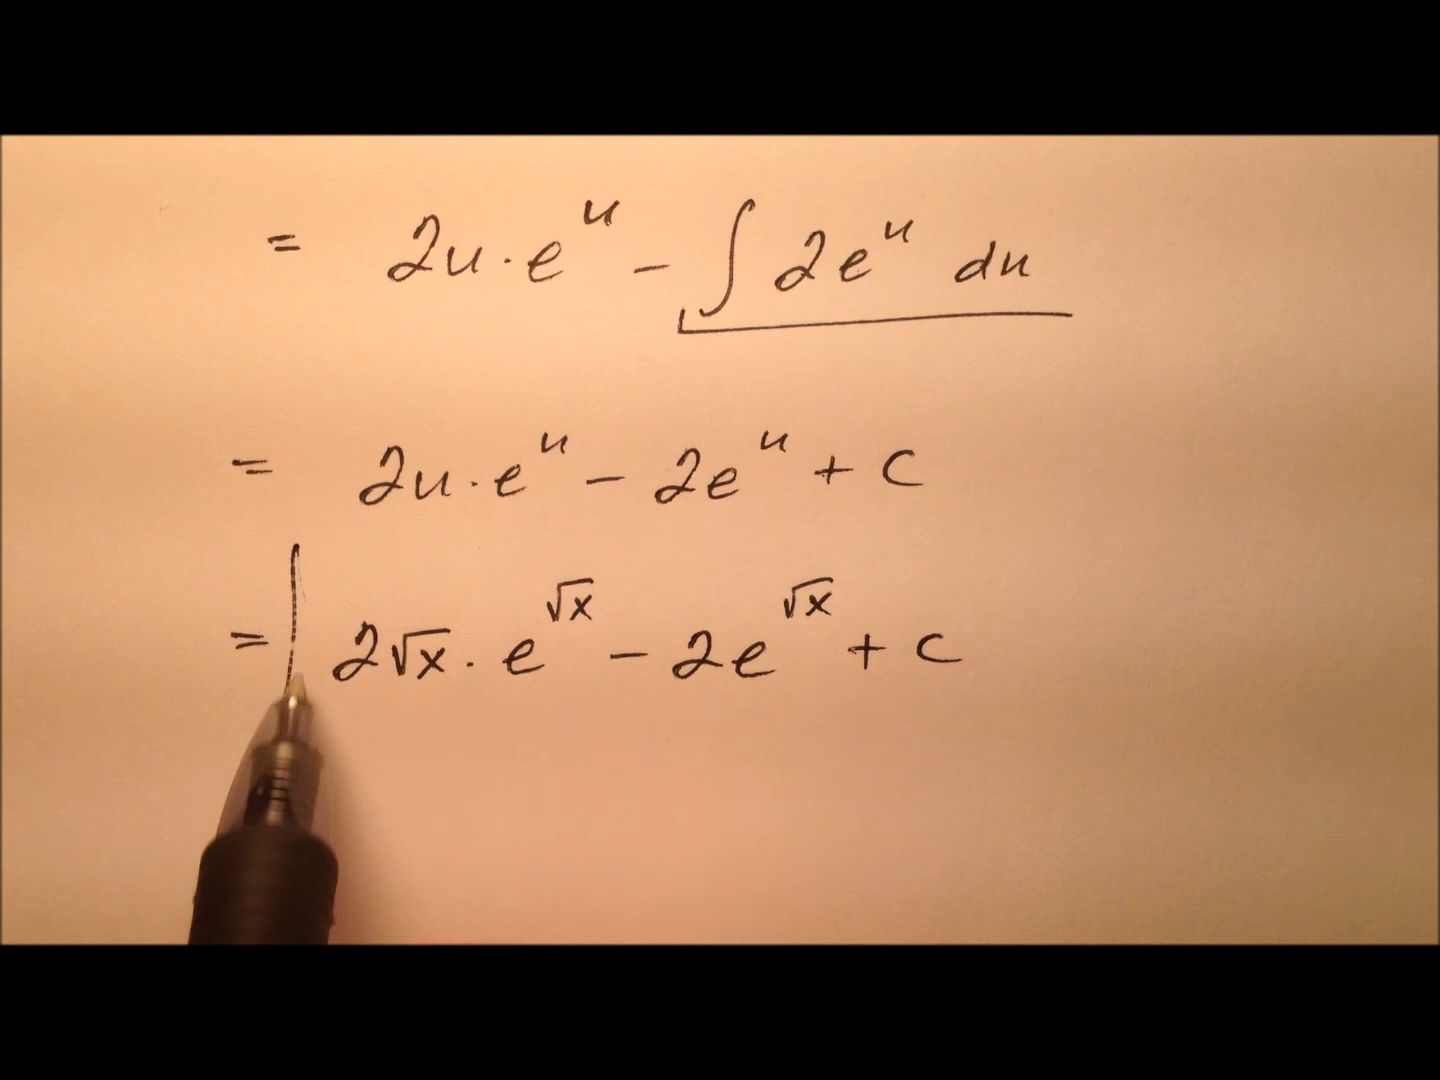 = 2u · e^u - ∫ 2e^u du
= 2u · e^u - 2e^u + c
= 2√x · e^√x - 2e^√x + c